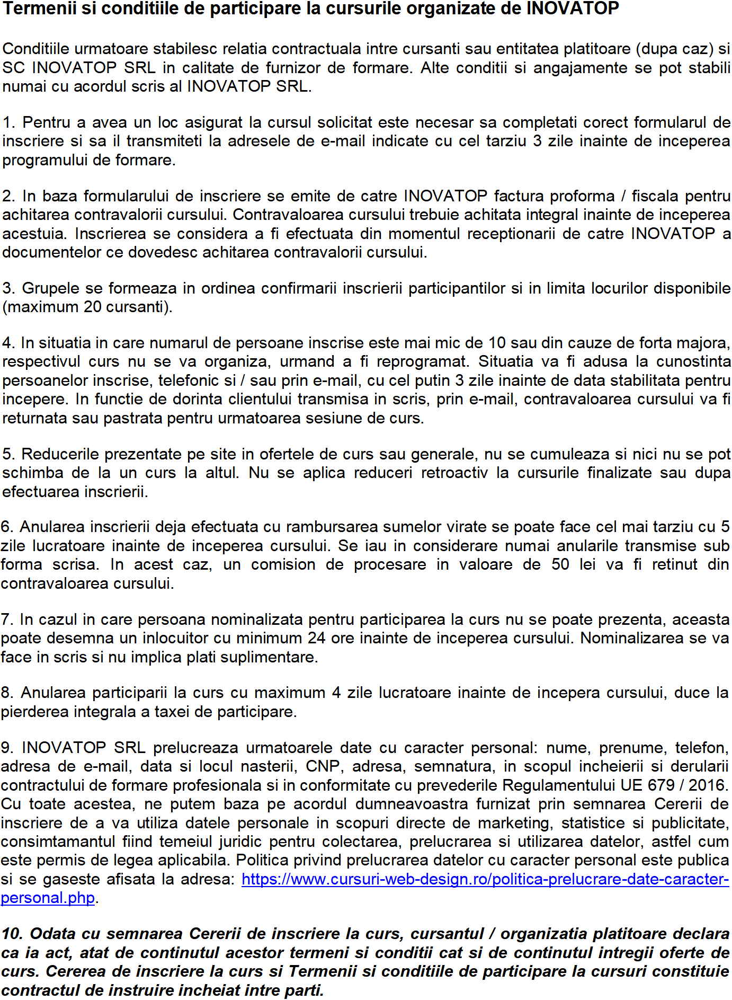 Termenii si conditiile de participare la cursurile organizate de INOVATOP
Conditiile urmatoare stabilesc relatia contractuala intre cursanti sau entitatea platitoare (dupa caz) si
SC INOVATOP SRL in calitate de furnizor de formare. Alte conditii si angajamente se pot stabili
numai cu acordul scris al INOVATOP SRL.
1. Pentru a avea un loc asigurat la cursul solicitat este necesar sa completati corect formularul de
inscriere si sa il transmiteti la adresele de e-mail indicate cu cel tarziu 3 zile inainte de inceperea
programului de formare.
2. In baza formularului de inscriere se emite de catre INOVATOP factura proforma / fiscala pentru
achitarea contravalorii cursului. Contravaloarea cursului trebuie achitata integral inainte de inceperea
acestuia. Inscrierea se considera a fi efectuata din momentul receptionarii de catre INOVATOP a
documentelor ce dovedesc achitarea contravalorii cursului.
3. Grupele se formeaza in ordinea confirmarii inscrierii participantilor si in limita locurilor disponibile
(maximum 20 cursanti).
4. In situatia in care numarul de persoane inscrise este mai mic de 10 sau din cauze de forta majora,
respectivul curs nu se va organiza, urmand a fi reprogramat. Situatia va fi adusa la cunostinta
persoanelor inscrise, telefonic si / sau prin e-mail, cu cel putin 3 zile inainte de data stabilitata pentru
incepere. In functie de dorinta clientului transmisa in scris, prin e-mail, contravaloarea cursului va fi
returnata sau pastrata pentru urmatoarea sesiune de curs.
5. Reducerile prezentate pe site in ofertele de curs sau generale, nu se cumuleaza si nici nu se pot
schimba de la un curs la altul. Nu se aplica reduceri retroactiv la cursurile finalizate sau dupa
efectuarea inscrierii.
6. Anularea inscrierii deja efectuata cu rambursarea sumelor virate se poate face cel mai tarziu cu 5
zile lucratoare inainte de inceperea cursului. Se iau in considerare numai anularile transmise sub
forma scrisa. In acest caz, un comision de procesare in valoare de 50 lei va fi retinut din
contravaloarea cursului.
7. In cazul in care persoana nominalizata pentru participarea la curs nu se poate prezenta, aceasta
poate desemna un inlocuitor cu minimum 24 ore inainte de inceperea cursului. Nominalizarea se va
face in scris si nu implica plati suplimentare.
8. Anularea participarii la curs cu maximum 4 zile lucratoare inainte de incepera cursului, duce la
pierderea integrala a taxei de participare.
9. INOVATOP SRL prelucreaza urmatoarele date cu caracter personal: nume, prenume, telefon,
adresa de e-mail, data si locul nasterii, CNP, adresa, semnatura, in scopul incheierii si derularii
contractului de formare profesionala si in conformitate cu prevederile Regulamentului UE 679 / 2016.
Cu toate acestea, ne putem baza pe acordul dumneavoastra furnizat prin semnarea Cererii de
inscriere de a va utiliza datele personale in scopuri directe de marketing, statistice si publicitate,
consimtamantul fiind temeiul juridic pentru colectarea, prelucrarea si utilizarea datelor, astfel cum
este permis de legea aplicabila. Politica privind prelucrarea datelor cu caracter personal este publica
si se gaseste afisata la adresa: https://www.cursuri-web-design.ro/politica-prelucrare-date-caracter-
personal.php.
10. Odata cu semnarea Cererii de inscriere la curs, cursantul / organizatia platitoare declara
ca ia act, atat de continutul acestor termeni si conditii cat si de continutul intregii oferte de
curs. Cererea de inscriere la curs si Termenii si conditiile de participare la cursuri constituie
contractul de instruire incheiat intre parti.